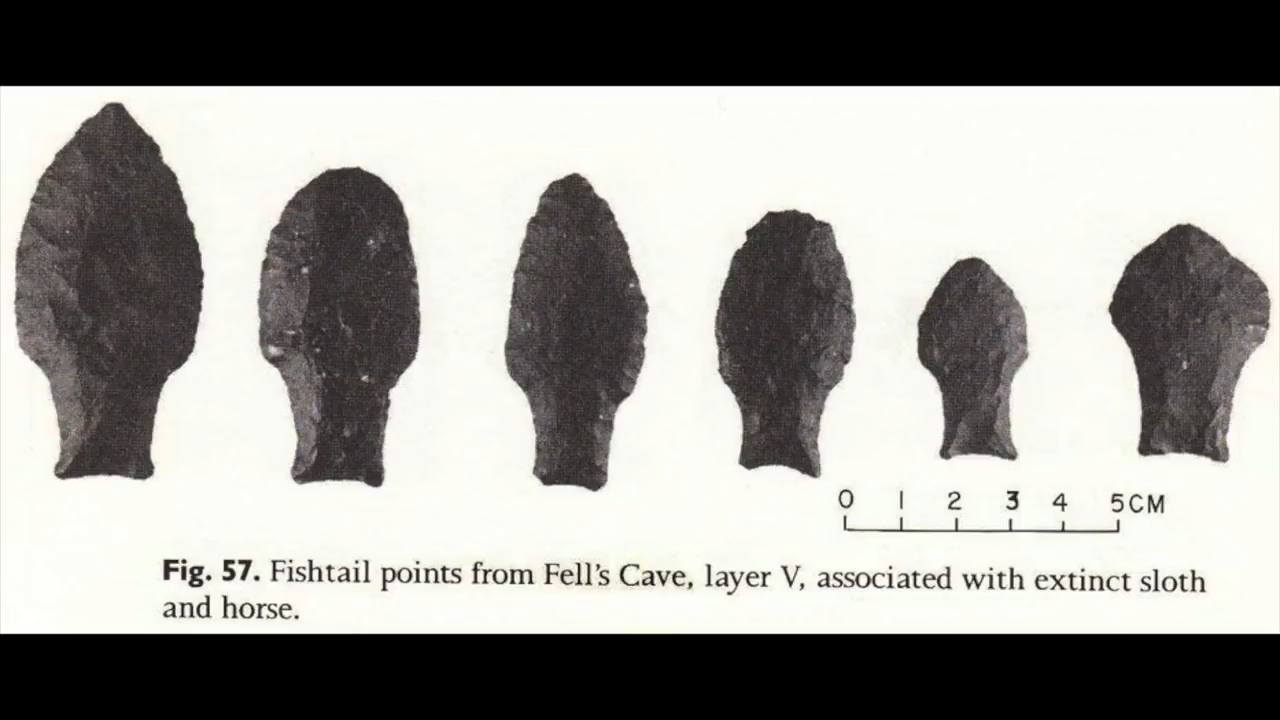 0 1 2 3 4 5CM
Fig. 57. Fishtail points from Fell's Cave, layer V, associated with extinct sloth
and horse.